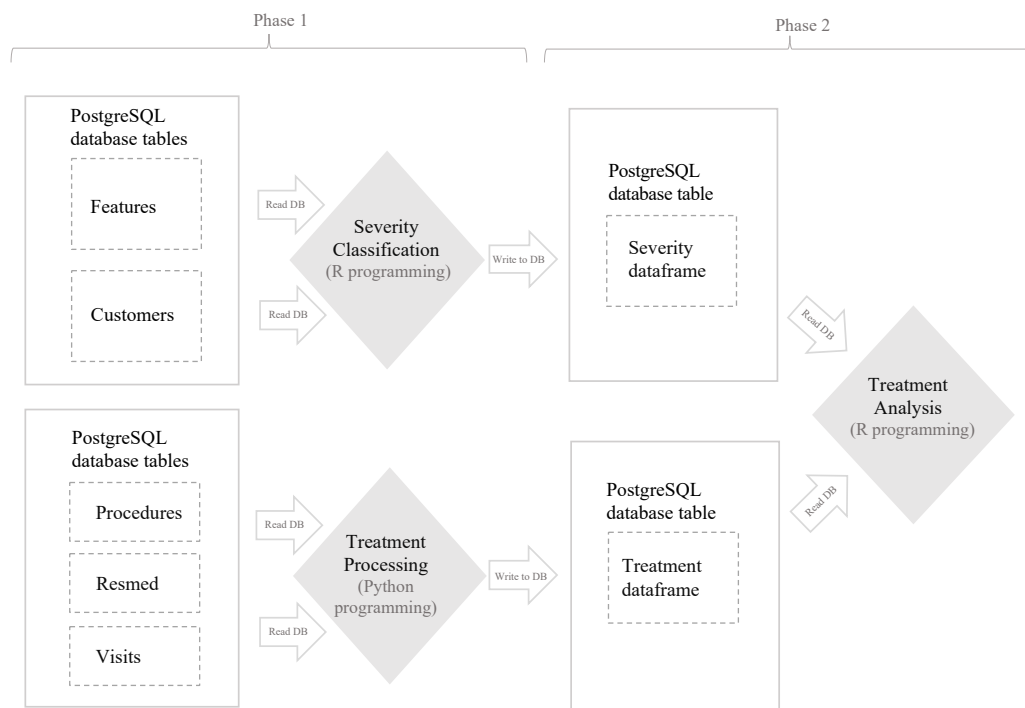 Phase 1
Phase 2
PostgreSQL
database tables
Features
Customers
Read DB
Read DB
Severity
Classification
(R programming)
Write to DB
PostgreSQL
database table
Severity
dataframe
Read DB
PostgreSQL
database tables
Procedures
Resmed
Visits
Read DB
Read DB
Treatment
Processing
(Python
programming)
Write to DB
PostgreSQL
database table
Treatment
dataframe
Read DB
Treatment
Analysis
(R programming)